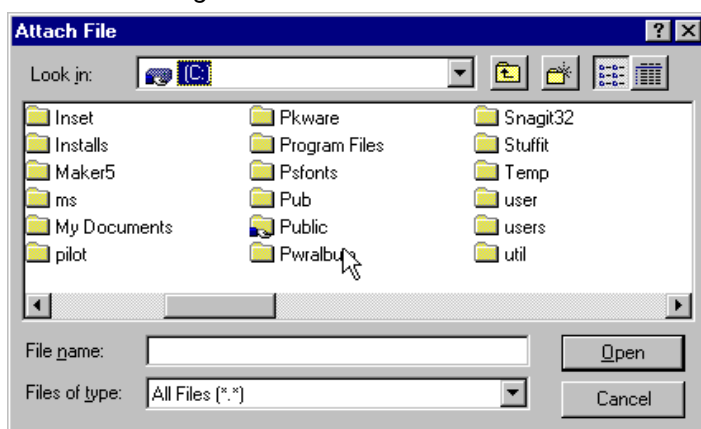 Attach File
Look in: (C:)
Inset Pkware Snagit32
Installs Program Files Stuffit
Maker5 Psfonts Temp
ms Pub user
My Documents Public users
pilot util
File name: Open
Files of type: All Files (*.*) Cancel